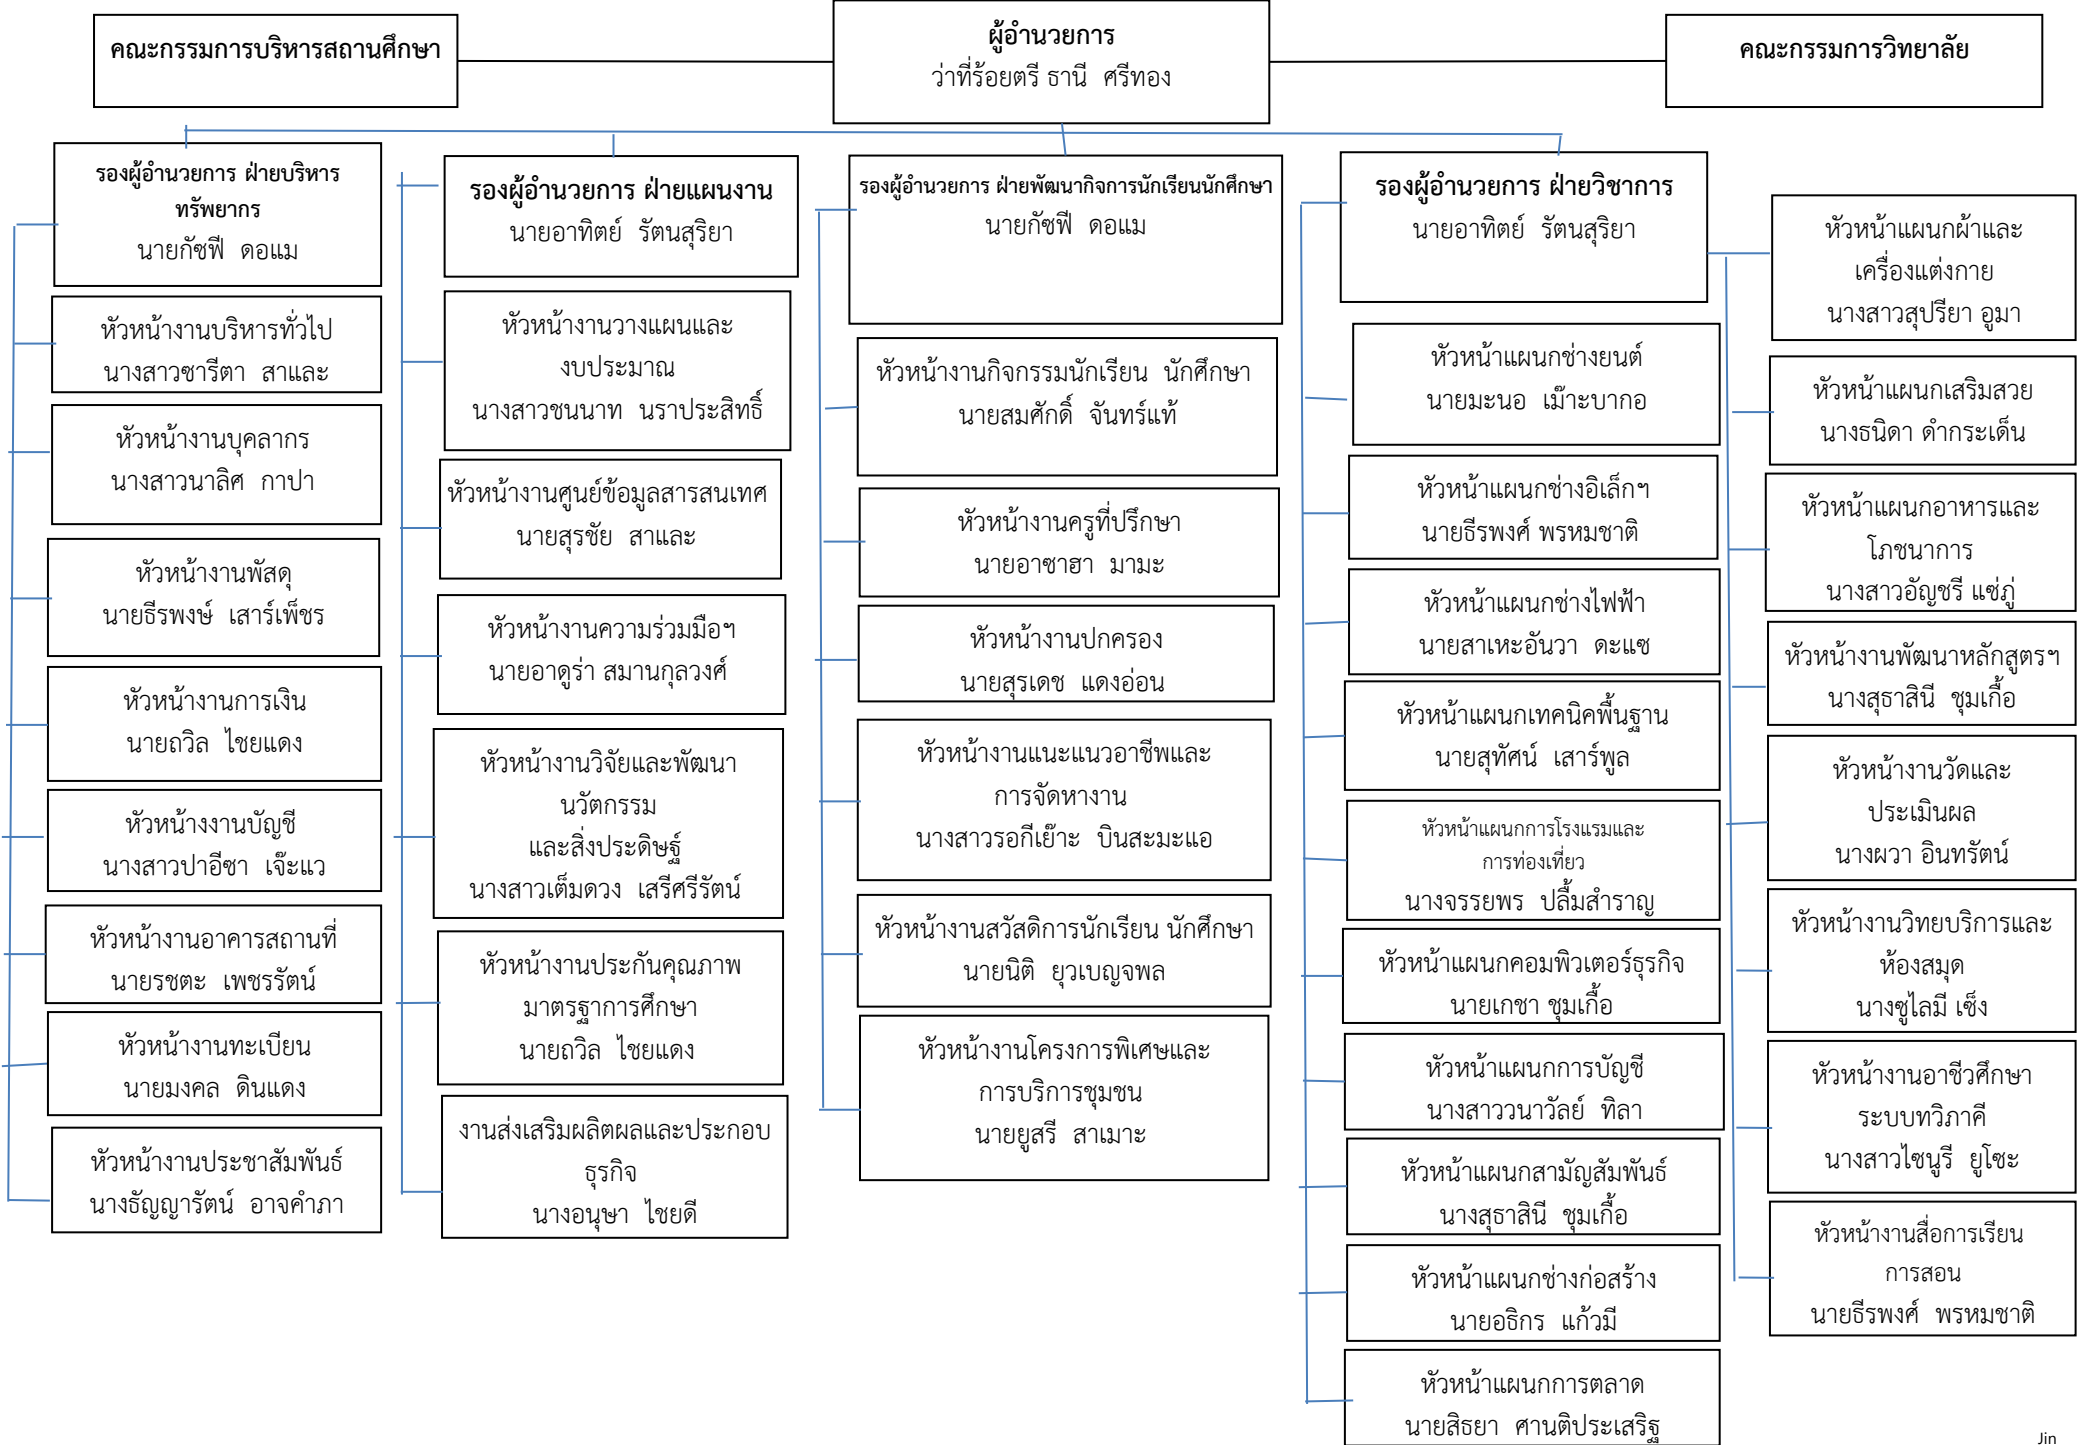 คณะกรรมการบริหารสถานศึกษา
ผู้อำนวยการ
ว่าที่ร้อยตรี ธานี ศรีทอง
คณะกรรมการวิทยาลัย
รองผู้อำนวยการ ฝ่ายบริหาร
ทรัพยากร
นายกัซฟี ดอแม
หัวหน้างานบริหารทั่วไป
นางสาวซารีตา สาและ
หัวหน้างานบุคลากร
นางสาวนาลิศ กาปา
หัวหน้างานพัสดุ
นายธีรพงษ์ เสาร์เพ็ชร
หัวหน้างานการเงิน
นายถวิล ไชยแดง
หัวหน้างงานบัญชี
นางสาวปาอีซา เจ๊ะแว
หัวหน้างานอาคารสถานที่
นายรชตะ เพชรรัตน์
หัวหน้างานทะเบียน
นายมงคล ดินแดง
หัวหน้างานประชาสัมพันธ์
นางธัญญารัตน์ อาจคำภา
รองผู้อำนวยการ ฝ่ายแผนงาน
นายอาทิตย์ รัตนสุริยา
หัวหน้างานวางแผนและ
งบประมาณ
นางสาวชนนาท นราประสิทธิ์
หัวหน้างานศูนย์ข้อมูลสารสนเทศ
นายสุรชัย สาและ
หัวหน้างานความร่วมมือฯ
นายอาดูร่า สมานกุลวงศ์
หัวหน้างานวิจัยและพัฒนา
นวัตกรรม
และสิ่งประดิษฐ์
นางสาวเต็มดวง เสรีศรีรัตน์
หัวหน้างานประกันคุณภาพ
มาตรฐาการศึกษา
นายถวิล ไชยแดง
งานส่งเสริมผลิตผลและประกอบ
ธุรกิจ
นางอนุษา ไชยดี
รองผู้อำนวยการ ฝ่ายพัฒนากิจการนักเรียนนักศึกษา
นายกัซฟี ดอแม
หัวหน้างานกิจกรรมนักเรียน นักศึกษา
นายสมศักดิ์ จันทร์แท้
หัวหน้างานครูที่ปรึกษา
นายอาซาฮา มามะ
หัวหน้างานปกครอง
นายสุรเดช แดงอ่อน
หัวหน้างานแนะแนวอาชีพและ
การจัดหางาน
นางสาวรอกีเย๊าะ บินสะมะแอ
หัวหน้างานสวัสดิการนักเรียน นักศึกษา
นายนิติ ยุวเบญจพล
หัวหน้างานโครงการพิเศษและ
การบริการชุมชน
นายยูสรี สาเมาะ
รองผู้อำนวยการ ฝ่ายวิชาการ
นายอาทิตย์ รัตนสุริยา
หัวหน้าแผนกช่างยนต์
นายมะนอ เม๊าะบากอ
หัวหน้าแผนกช่างอิเล็กฯ
นายธีรพงศ์ พรหมชาติ
หัวหน้าแผนกช่างไฟฟ้า
นายสาเหะอันวา ดะแซ
หัวหน้าแผนกเทคนิคพื้นฐาน
นายสุทัศน์ เสาร์พูล
หัวหน้าแผนกการโรงแรมและ
การท่องเที่ยว
นางจรรยพร ปลื้มสำราญ
หัวหน้าแผนกคอมพิวเตอร์ธุรกิจ
นายเกชา ชุมเกื้อ
หัวหน้าแผนกการบัญชี
นางสาววนาวัลย์ ทิลา
หัวหน้าแผนกสามัญสัมพันธ์
นางสุธาสินี ชุมเกื้อ
หัวหน้าแผนกช่างก่อสร้าง
นายอธิกร แก้วมี
หัวหน้าแผนกการตลาด
นายสิธยา ศานติประเสริฐ
หัวหน้าแผนกผ้าและ
เครื่องแต่งกาย
นางสาวสุปรียา อูมา
หัวหน้าแผนกเสริมสวย
นางธนิดา ดำกระเด็น
หัวหน้าแผนกอาหารและ
โภชนาการ
นางสาวอัญชรี แซ่ภู่
หัวหน้างานพัฒนาหลักสูตรฯ
นางสุธาสินี ชุมเกื้อ
หัวหน้างานวัดและ
ประเมินผล
นางผวา อินทรัตน์
หัวหน้างานวิทยบริการและ
ห้องสมุด
นางซูไลมี เซ็ง
หัวหน้างานอาชีวศึกษา
ระบบทวิภาคี
นางสาวไซนูรี ยูโซะ
หัวหน้างานสื่อการเรียน
การสอน
นายธีรพงศ์ พรหมชาติ
Jin